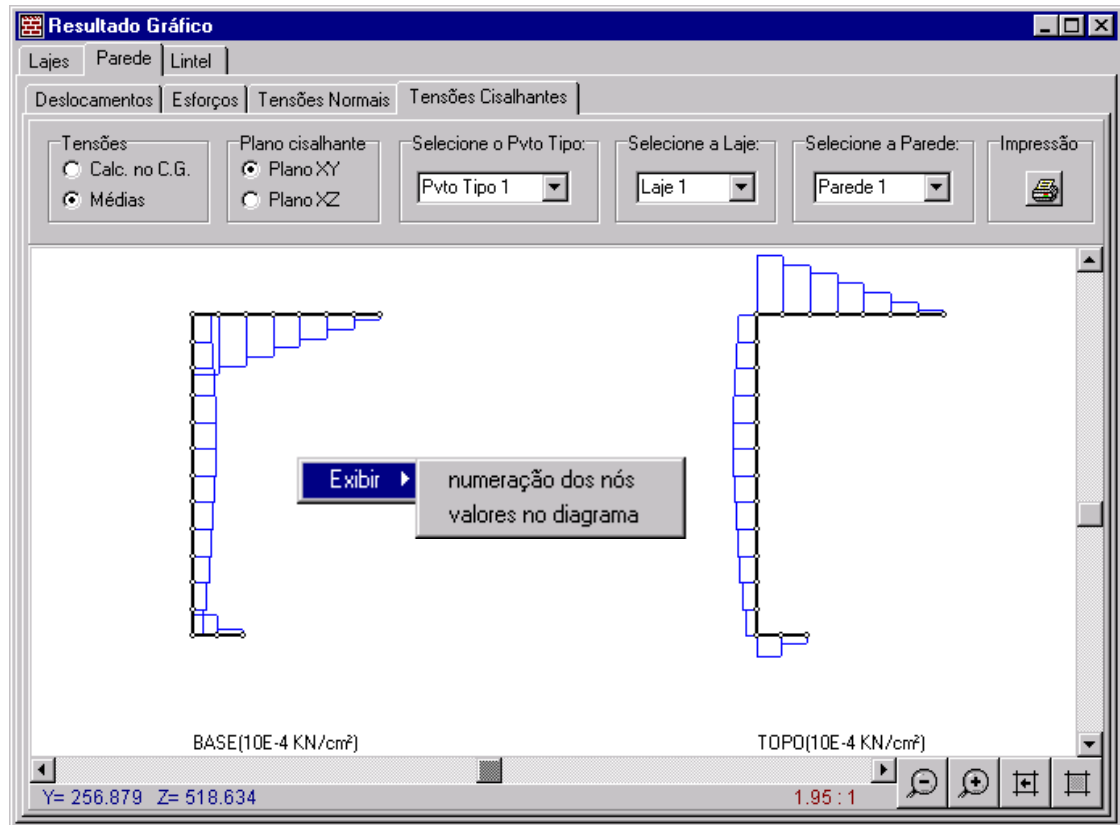 Resultado Gráfico
Lajes Parede Lintel
Deslocamentos Esforços Tensões Normais Tensões Cisalhantes
Tensões Plano cisalhante Selecione o Pvto Tipo: Selecione a Laje: Selecione a Parede: Impressão
Calc. no C.G. Plano XY
Pvto Tipo 1 Laje 1 Parede 1
Médias Plano XZ
Exibir numeração dos nós
valores no diagrama
BASE(10E-4 KN/cm²) TOPO(10E-4 KN/cm²)
Y= 256.879 Z= 518.634 1.95 : 1